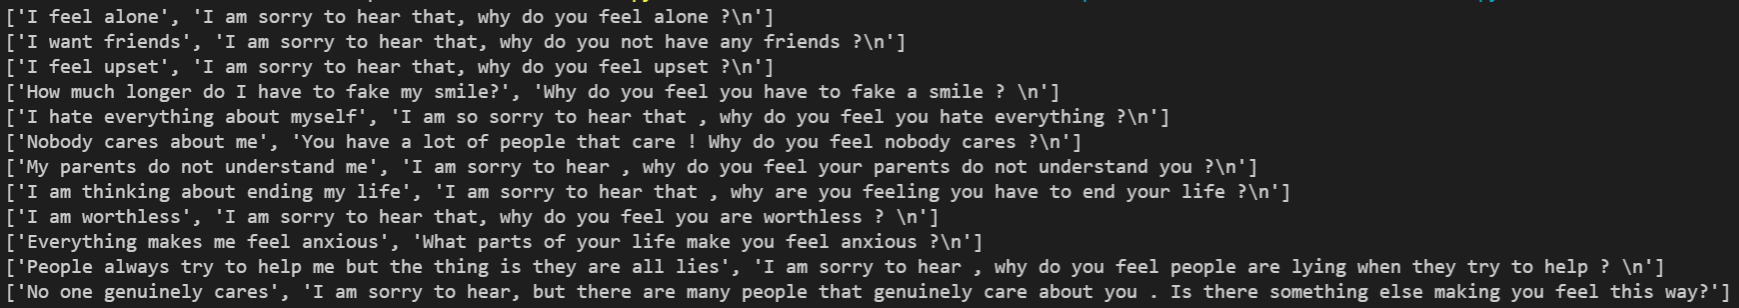 ['I feel alone', 'I am sorry to hear that, why do you feel alone ?\n']
['I want friends', 'I am sorry to hear that, why do you not have any friends ?\n']
['I feel upset', 'I am sorry to hear that, why do you feel upset ?\n']
['How much longer do I have to fake my smile?', 'Why do you feel you have to fake a smile ? \n']
['I hate everything about myself', 'I am so sorry to hear that , why do you feel you hate everything ?\n']
['Nobody cares about me', 'You have a lot of people that care ! Why do you feel nobody cares ?\n']
['My parents do not understand me', 'I am sorry to hear , why do you feel your parents do not understand you ?\n']
['I am thinking about ending my life', 'I am sorry to hear that , why are you feeling you have to end your life ?\n']
['I am worthless', 'I am sorry to hear that, why do you feel you are worthless ? \n']
['Everything makes me feel anxious', 'What parts of your life make you feel anxious ?\n']
['People always try to help me but the thing is they are all lies', 'I am sorry to hear , why do you feel people are lying when they try to help ? \n']
['No one genuinely cares', 'I am sorry to hear, but there are many people that genuinely care about you . Is there something else making you feel this way?']